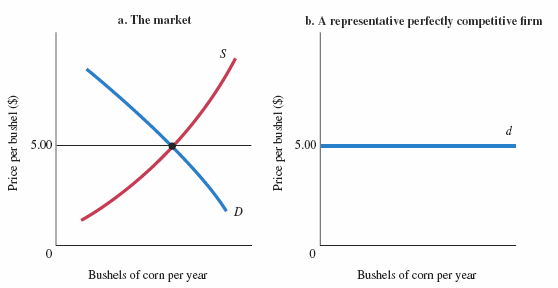 a. The market
S
Price per bushel ($)
5.00
D
0
Bushels of corn per year
b. A representative perfectly competitive firm
Price per bushel ($)
5.00
d
0
Bushels of corn per year